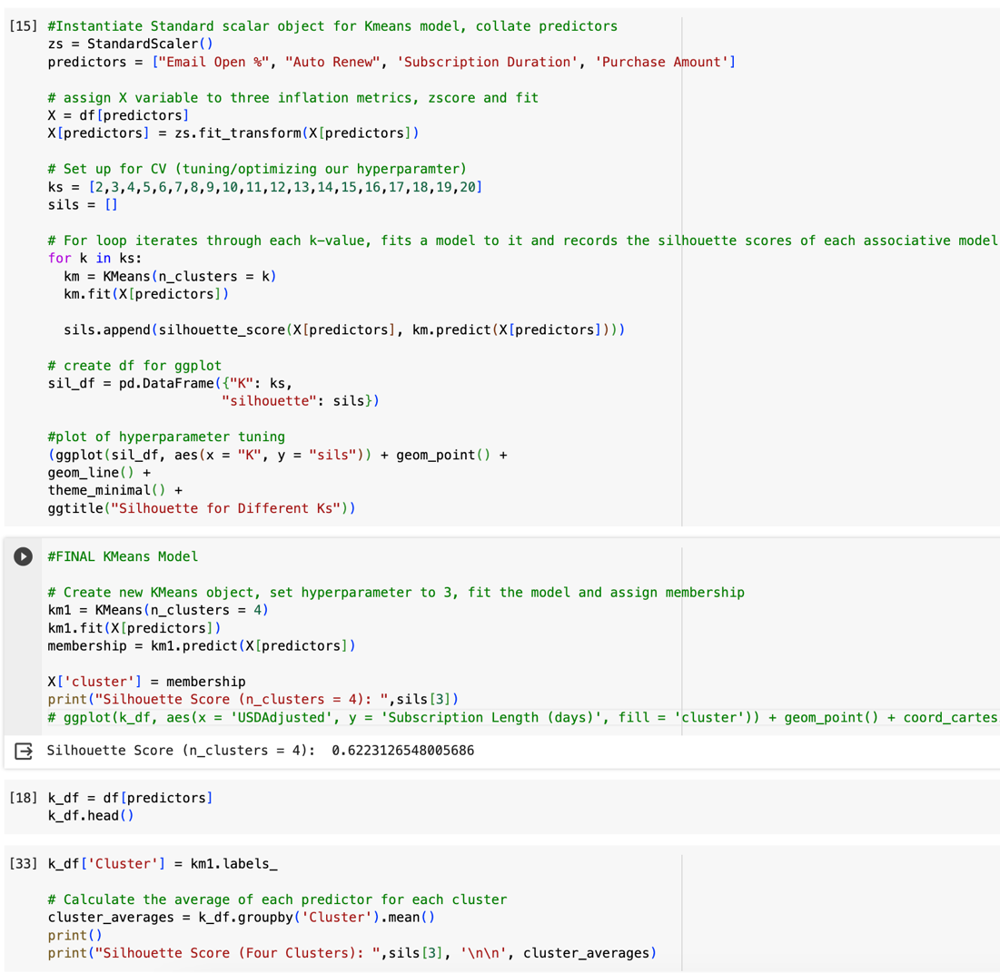 [15] #Instantiate Standard scalar object for Kmeans model, collate predictors
zs = StandardScaler()
predictors = ["Email Open %", "Auto Renew", 'Subscription Duration', 'Purchase Amount']
# assign X variable to three inflation metrics, zscore and fit
X = df[predictors]
X[predictors] = zs.fit_transform(X[predictors])
# Set up for CV (tuning/optimizing our hyperparamter)
ks = [2,3,4,5,6,7,8,9,10,11,12,13,14,15,16,17,18,19,20]
sils = []
# For loop iterates through each k-value, fits a model to it and records the silhouette scores of each associative model
for k in ks:
km = KMeans(n_clusters = k)
km.fit(X[predictors])
sils.append(silhouette_score(X[predictors], km.predict(X[predictors])))
# create df for ggplot
sil_df = pd.DataFrame({"K": ks,
"silhouette": sils})
#plot of hyperparameter tuning
(ggplot(sil_df, aes(x = "K", y = "sils")) + geom_point() +
geom_line() +
theme_minimal() +
ggtitle("Silhouette for Different Ks"))
#FINAL KMeans Model
# Create new KMeans object, set hyperparameter to 3, fit the model and assign membership
km1 = KMeans(n_clusters = 4)
km1.fit(X[predictors])
membership = km1.predict(X[predictors])
X['cluster'] = membership
print("Silhouette Score (n_clusters = 4): ",sils[3])
# ggplot(k_df, aes(x = 'USDAdjusted', y = 'Subscription Length (days)', fill = 'cluster')) + geom_point() + coord_cartes
Silhouette Score (n_clusters = 4):  0.6223126548005686
[18] k_df = df[predictors]
k_df.head()
[33] k_df['Cluster'] = km1.labels_
# Calculate the average of each predictor for each cluster
cluster_averages = k_df.groupby('Cluster').mean()
print()
print("Silhouette Score (Four Clusters): ",sils[3], '\n\n', cluster_averages)